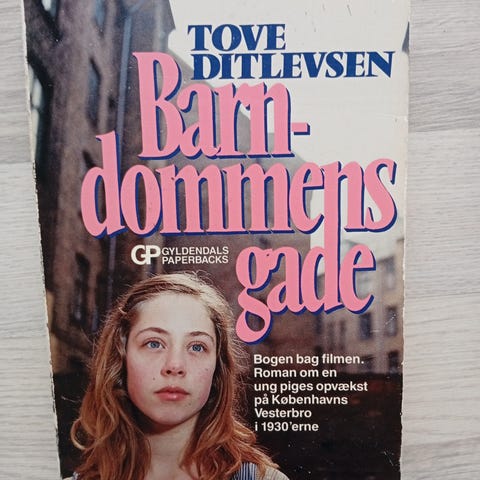 TOVE
DITLEVSEN
Barn-
dommens
gade
GP GYLDENDALS
PAPERBACKS
Bogen bag filmen.
Roman om en
ung piges opvækst
på Københavns
Vesterbro
i 1930'erne